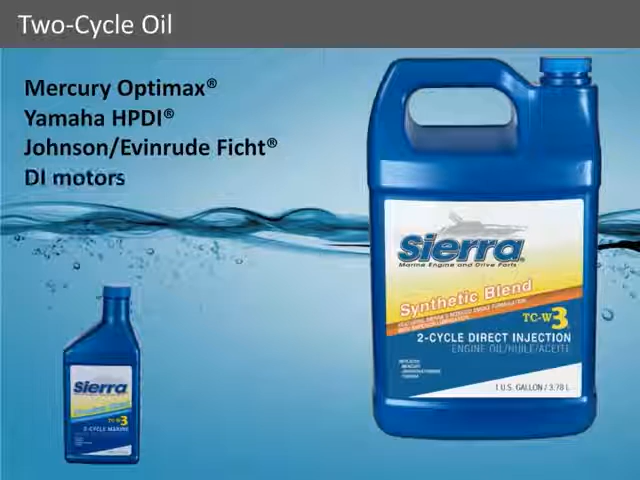 Two-Cycle Oil
Mercury Optimax®
Yamaha HPDI®
Johnson/Evinrude Ficht®
DI motors
Sierra®
Marine Engine and Drive Parts
Synthetic Blend
TC-W3
2-CYCLE DIRECT INJECTION
ENGINE OIL/HUILE/ACEITE
1 U.S. GALLON / 3.78 L
Sierra
TC-W3
2-CYCLE MARINE